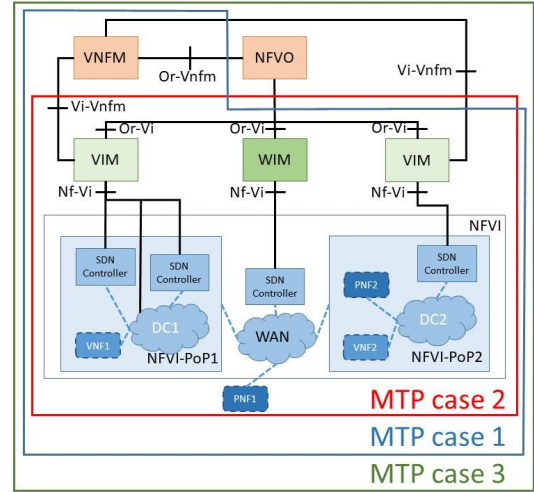 VNFM
NFVO
Or-Vnfm
Vi-Vnfm
Vi-Vnfm
Or-Vi
Or-Vi
Or-Vi
VIM
WIM
VIM
Nf-Vi
Nf-Vi
Nf-Vi
NFVI
SDN
Controller
SDN
Controller
SDN
Controller
SDN
Controller
PNF2
DC1
WAN
DC2
VNF1
VNF2
NFVI-PoP1
NFVI-PoP2
PNF1
MTP case 2
MTP case 1
MTP case 3